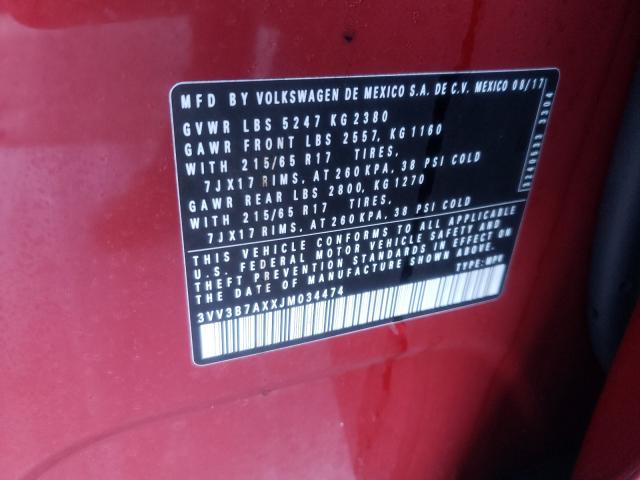 MFD BY VOLKSWAGEN DE MEXICO S.A. DE C.V. MEXICO 08/17
GVWR LBS 5247 KG 2380
GAWR FRONT LBS 2557, KG 1160
WITH 215/65 R17 TIRES,
7JX17 RIMS, AT 260 KPA, 38 PSI COLD
GAWR REAR LBS 2800, KG 1270
WITH 215/65 R17 TIRES,
7JX17 RIMS, AT 260 KPA, 38 PSI COLD
THIS VEHICLE CONFORMS TO ALL APPLICABLE
U.S. FEDERAL MOTOR VEHICLE SAFETY AND
THEFT PREVENTION STANDARDS IN EFFECT ON
THE DATE OF MANUFACTURE SHOWN ABOVE.
3VV3B7AXXJM034474 TYPE: MPV